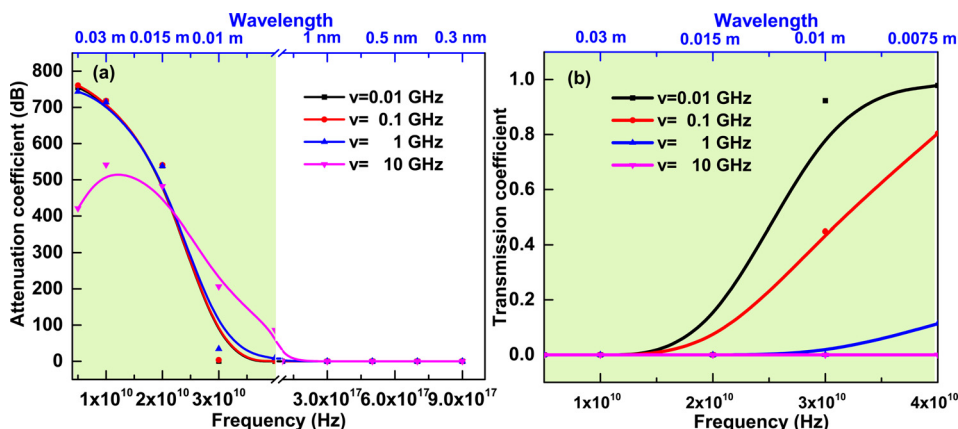 Wavelength
0.03 m 0.015 m 0.01 m 1 nm 0.5 nm 0.3 nm
(a)
Attenuation coefficient (dB)
800
700
600
500
400
300
200
100
0
v=0.01 GHz
v= 0.1 GHz
v= 1 GHz
v= 10 GHz
1x10¹⁰ 2x10¹⁰ 3x10¹⁰ 3.0x10¹⁷ 6.0x10¹⁷ 9.0x10¹⁷
Frequency (Hz)
Wavelength
0.03 m 0.015 m 0.01 m 0.0075 m
(b)
Transmission coefficient
1.0
0.8
0.6
0.4
0.2
0.0
v=0.01 GHz
v= 0.1 GHz
v= 1 GHz
v= 10 GHz
1x10¹⁰ 2x10¹⁰ 3x10¹⁰ 4x10¹⁰
Frequency (Hz)